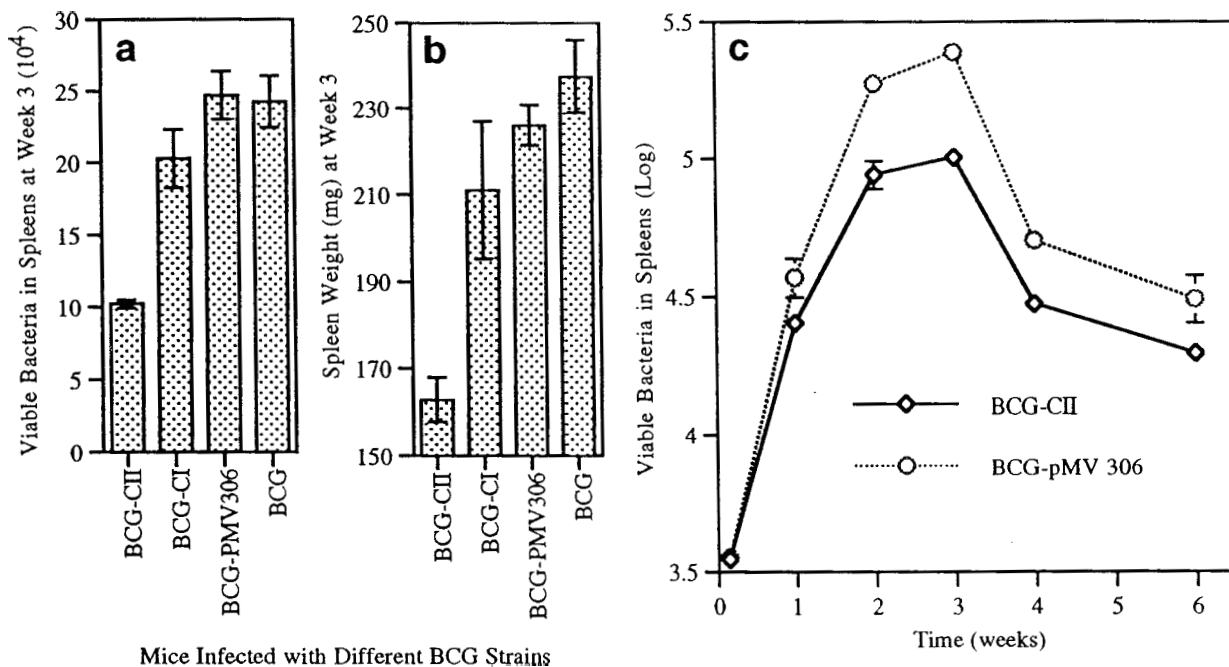 a
Viable Bacteria in Spleens at Week 3 (10⁴)
30
25
20
15
10
5
0
BCG-CII
BCG-CI
BCG-PMV306
BCG
b
Spleen Weight (mg) at Week 3
250
230
210
190
170
150
BCG-CII
BCG-CI
BCG-PMV306
BCG
Mice Infected with Different BCG Strains
c
Viable Bacteria in Spleens (Log)
5.5
5
4.5
4
3.5
BCG-CII
BCG-pMV 306
0 1 2 3 4 5 6
Time (weeks)